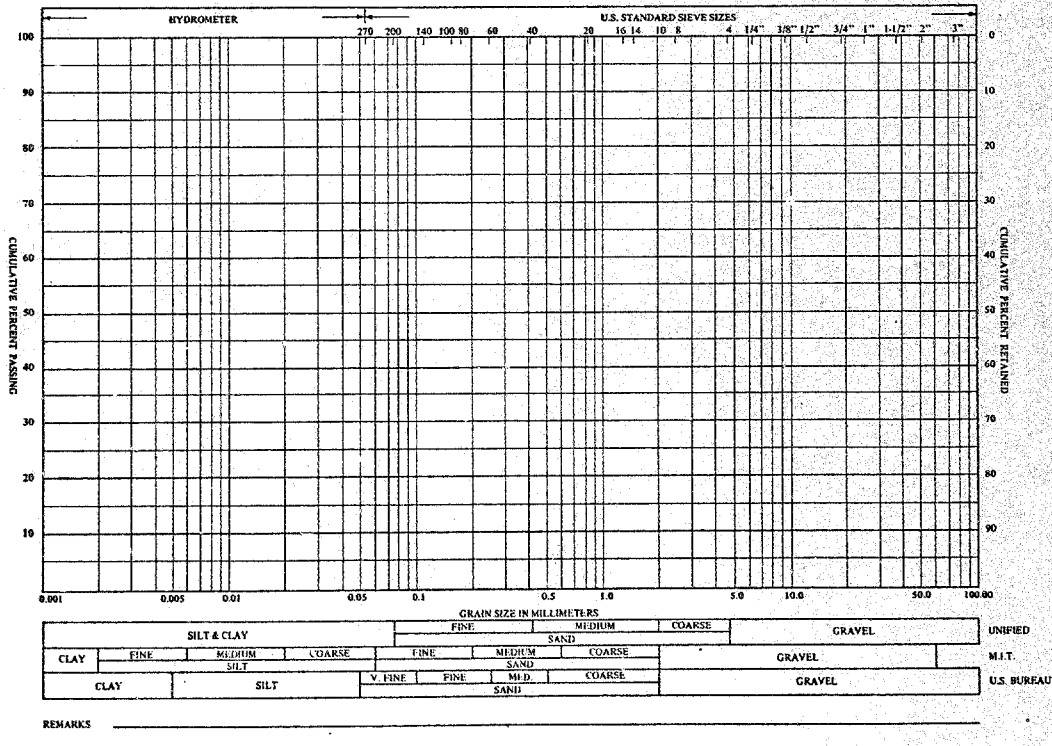 HYDROMETER U.S. STANDARD SIEVE SIZES
270 200 140 100 80 60 40 20 16 14 10 8 4 1/4" 3/8" 1/2" 3/4" 1" 1-1/2" 2" 3"
100 0
90 10
80 20
70 30
60 40
50 50
40 60
30 70
20 80
10 90
CUMULATIVE PERCENT PASSING
CUMULATIVE PERCENT RETAINED
0.001 0.005 0.01 0.05 0.1 0.5 1.0 5.0 10.0 50.0 100.00
GRAIN SIZE IN MILLIMETERS
SILT & CLAY FINE MEDIUM COARSE GRAVEL UNIFIED
SAND
CLAY FINE MEDIUM COARSE FINE MEDIUM COARSE GRAVEL M.I.T.
SILT SAND
CLAY SILT V. FINE FINE MED. COARSE GRAVEL U.S. BUREAU
SAND
REMARKS